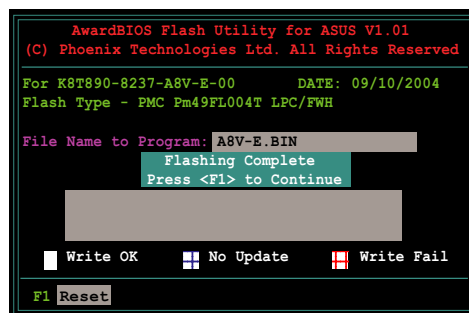 AwardBIOS Flash Utility for ASUS V1.01
(C) Phoenix Technologies Ltd. All Rights Reserved
For K8T890-8237-A8V-E-00 DATE: 09/10/2004
Flash Type - PMC Pm49FL004T LPC/FWH
File Name to Program: A8V-E.BIN
Flashing Complete
Press <F1> to Continue
Write OK No Update Write Fail
F1 Reset